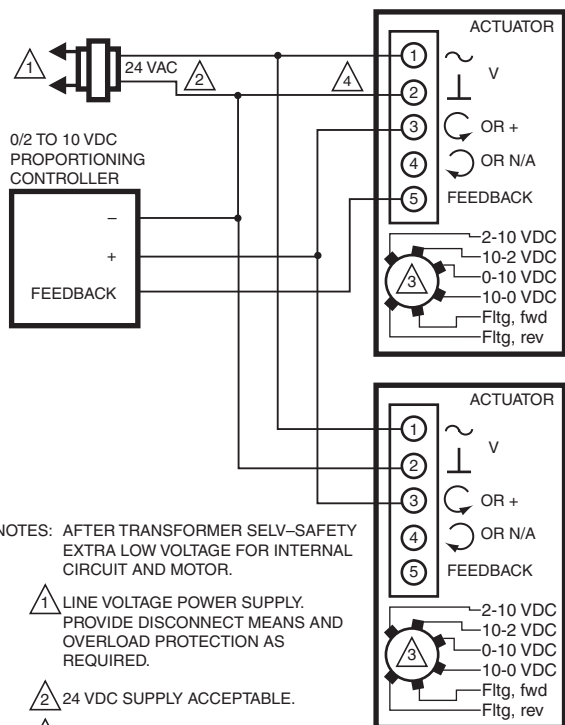 ACTUATOR
1
24 VAC
2
4
1
V
2
3
OR +
4
OR N/A
5
FEEDBACK
0/2 TO 10 VDC
PROPORTIONING
CONTROLLER
–
+
FEEDBACK
2-10 VDC
10-2 VDC
0-10 VDC
10-0 VDC
Fltg, fwd
Fltg, rev
3
ACTUATOR
1
V
2
3
OR +
4
OR N/A
5
FEEDBACK
2-10 VDC
10-2 VDC
0-10 VDC
10-0 VDC
Fltg, fwd
Fltg, rev
3
NOTES: AFTER TRANSFORMER SELV–SAFETY
EXTRA LOW VOLTAGE FOR INTERNAL
CIRCUIT AND MOTOR.
1 LINE VOLTAGE POWER SUPPLY.
PROVIDE DISCONNECT MEANS AND
OVERLOAD PROTECTION AS
REQUIRED.
2 24 VDC SUPPLY ACCEPTABLE.